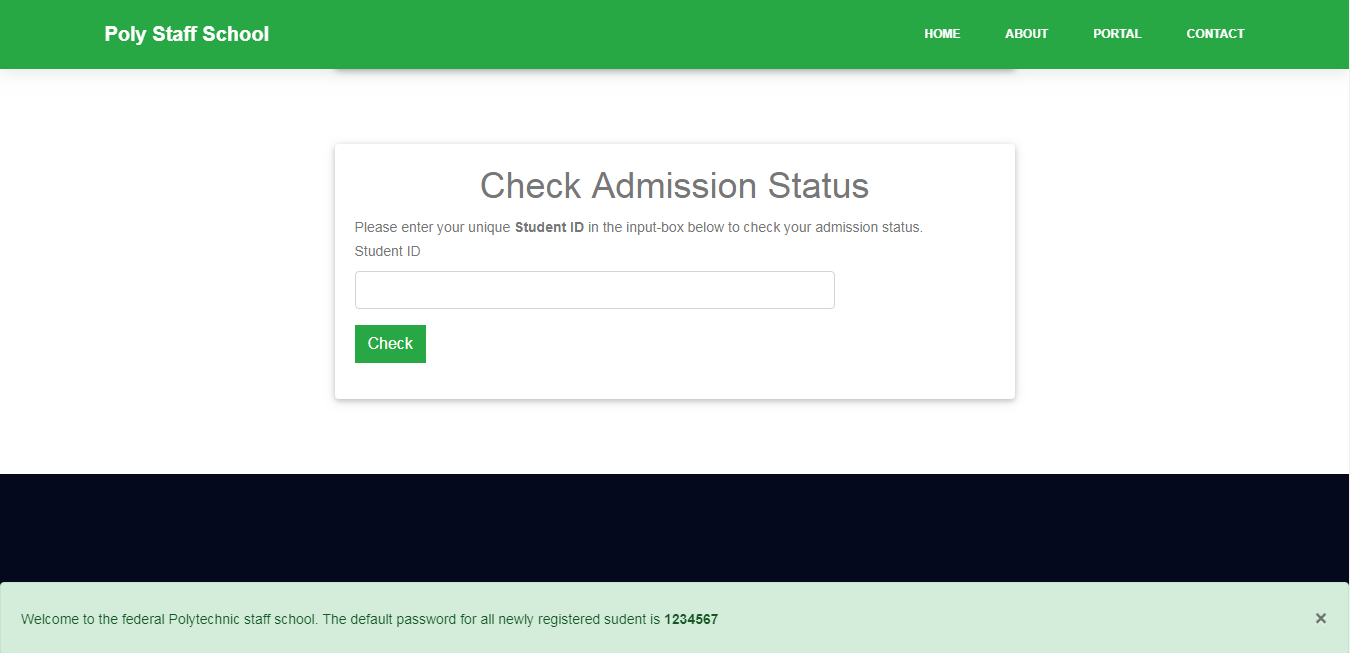 Poly Staff School
HOME ABOUT PORTAL CONTACT
Check Admission Status
Please enter your unique Student ID in the input-box below to check your admission status.
Student ID
Check
Welcome to the federal Polytechnic staff school. The default password for all newly registered sudent is 1234567 ×